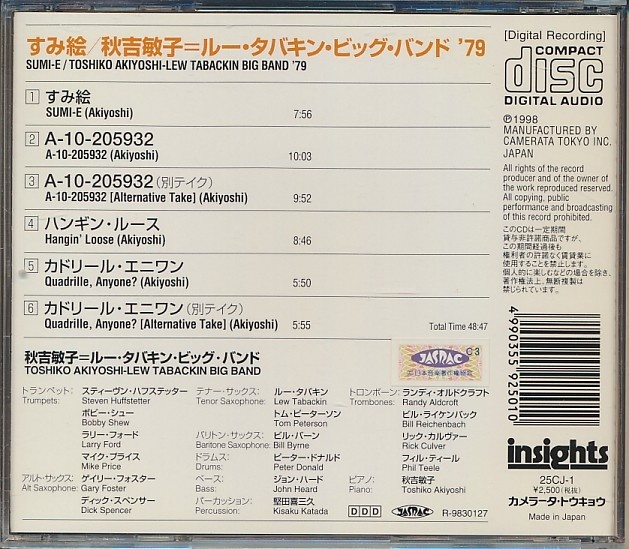 すみ絵/秋吉敏子=ルー・タバキン・ビッグ・バンド '79
SUMI-E / TOSHIKO AKIYOSHI-LEW TABACKIN BIG BAND '79
1 すみ絵
SUMI-E (Akiyoshi) 7:56
2 A-10-205932
A-10-205932 (Akiyoshi) 10:03
3 A-10-205932 (別テイク)
A-10-205932 [Alternative Take] (Akiyoshi) 9:52
4 ハンギン・ルース
Hangin' Loose (Akiyoshi) 8:46
5 カドリール・エニワン
Quadrille, Anyone? (Akiyoshi) 5:50
6 カドリール・エニワン (別テイク)
Quadrille, Anyone? [Alternative Take] (Akiyoshi) 5:55
Total Time 48:47
秋吉敏子=ルー・タバキン・ビッグ・バンド
TOSHIKO AKIYOSHI-LEW TABACKIN BIG BAND
トランペット: スティーヴン・ハフステッター
Trumpets: Steven Huffstetter
ボビー・シュー
Bobby Shew
ラリー・フォード
Larry Ford
マイク・プライス
Mike Price
アルト・サックス: ゲイリー・フォスター
Alt Saxophone: Gary Foster
ディック・スペンサー
Dick Spencer
テナー・サックス: ルー・タバキン
Tenor Saxophone: Lew Tabackin
トム・ピーターソン
Tom Peterson
バリトン・サックス: ビル・バーン
Baritone Saxophone: Bill Byrne
ドラムス: ピーター・ドナルド
Drums: Peter Donald
ベース: ジョン・ハード
Bass: John Heard
パーカッション: 堅田喜三久
Percussion: Kisaku Katada
トロンボーン: ランディ・オルドクラフト
Trombones: Randy Aldcroft
ビル・ライケンバック
Bill Reichenbach
リック・カルヴァー
Rick Culver
フィル・ティール
Phil Teele
ピアノ: 秋吉敏子
Piano: Toshiko Akiyoshi
DDD JASRAC R-9830127
JASRAC C3
日本音楽著作権協会
[Digital Recording]
COMPACT
disc
DIGITAL AUDIO
℗1998
MANUFACTURED BY
CAMERATA TOKYO INC.
JAPAN
All rights of the record
producer and of the owner of
the work reproduced reserved.
All copying, public
performance and broadcasting
of this record prohibited.
このCDは一定期間
貸与非許諾商品ですが、
この期間経過後も
権利者の許諾なく賃貸業に
使用することを禁じます。
個人的に楽しむなどの場合を除き、
著作権法上、無断複製は
禁じられています。
4990355925010
insights
25CJ-1
¥2,500(税抜)
カメラータ・トウキョウ
Made in Japan